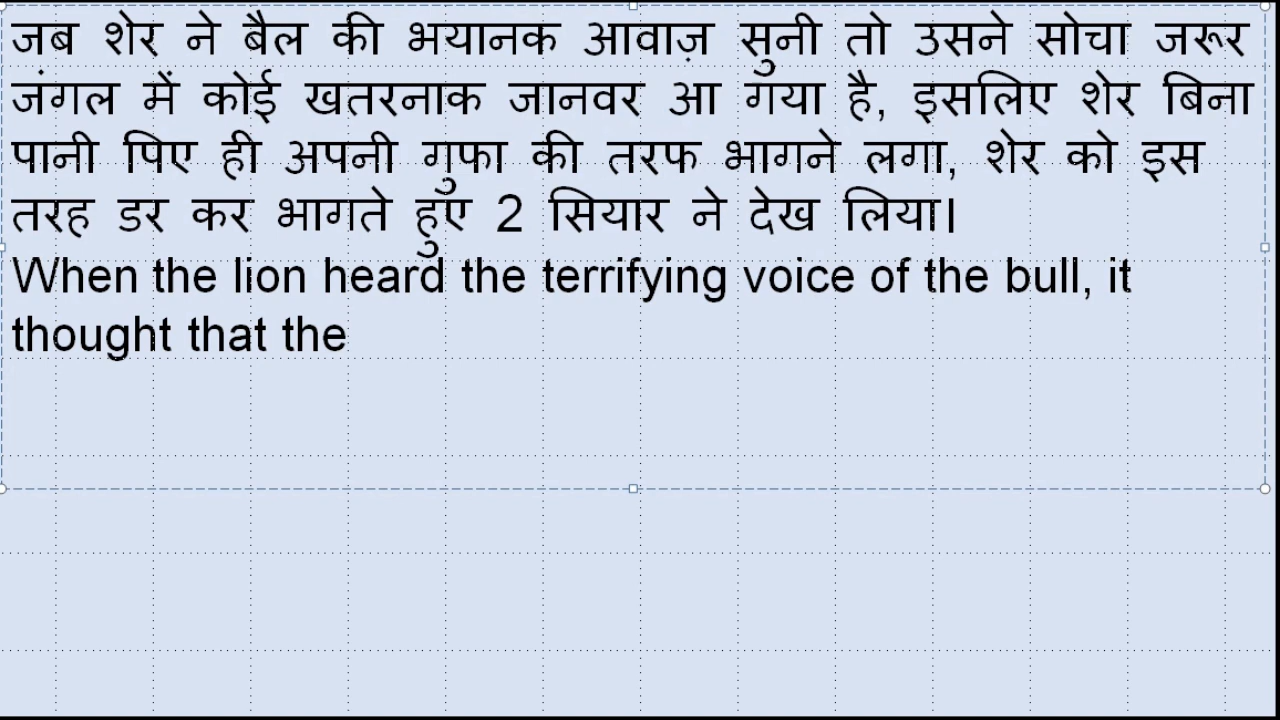 जब शेर ने बैल की भयानक आवाज़ सुनी तो उसने सोचा जरूर
जंगल में कोई खतरनाक जानवर आ गया है, इसलिए शेर बिना
पानी पिए ही अपनी गुफा की तरफ भागने लगा, शेर को इस
तरह डर कर भागते हुए 2 सियार ने देख लिया।
When the lion heard the terrifying voice of the bull, it
thought that the